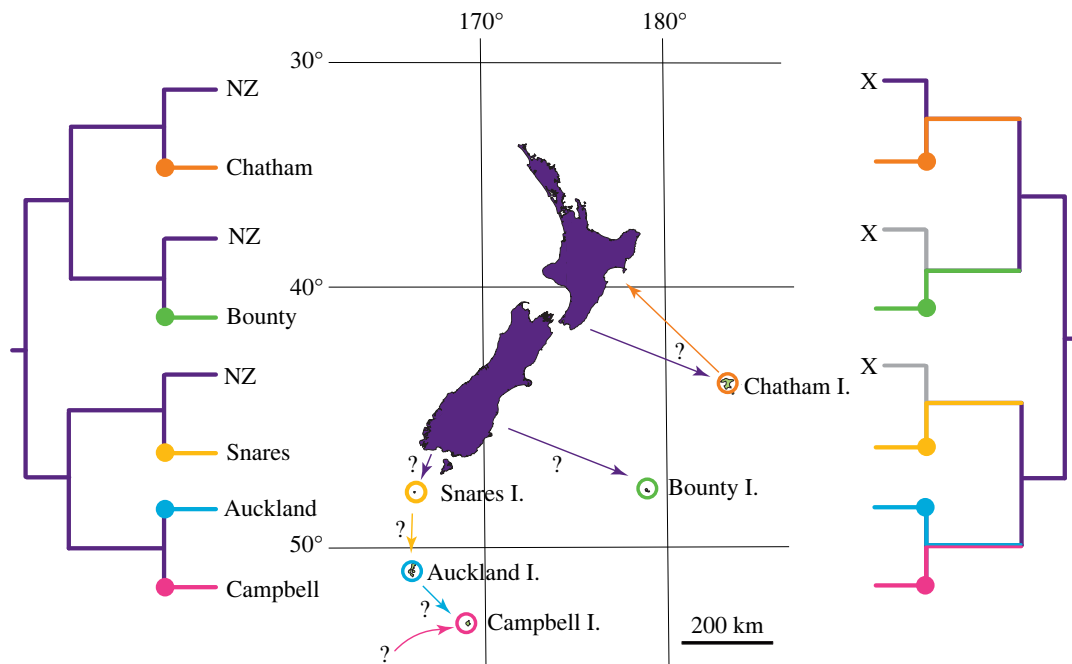 170° 180°
30°
NZ
Chatham
NZ
Bounty
NZ
Snares
Auckland
Campbell
40°
50°
?
Chatham I.
?
Bounty I.
?
Snares I.
?
Auckland I.
?
Campbell I.
?
200 km
X
X
X